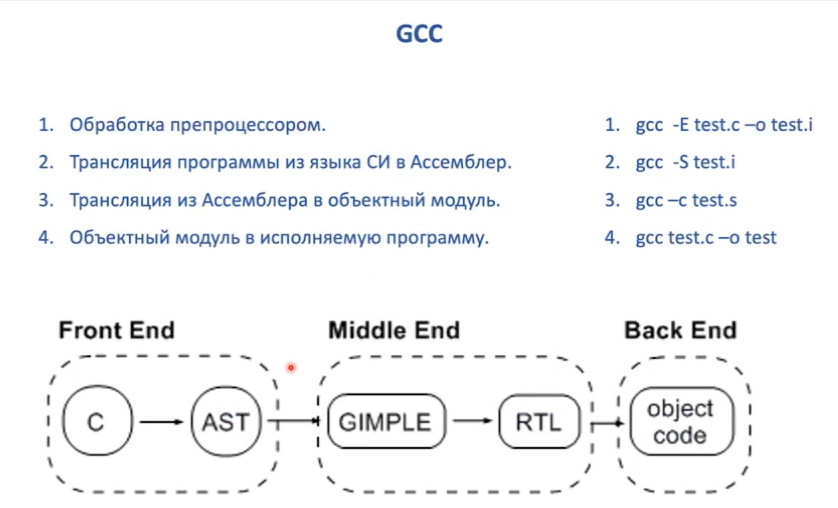 GCC
1. Обработка препроцессором.
2. Трансляция программы из языка СИ в Ассемблер.
3. Трансляция из Ассемблера в объектный модуль.
4. Объектный модуль в исполняемую программу.
1. gcc -E test.c –o test.i
2. gcc -S test.i
3. gcc –c test.s
4. gcc test.c –o test
Front End
Middle End
Back End
C
AST
GIMPLE
RTL
object
code